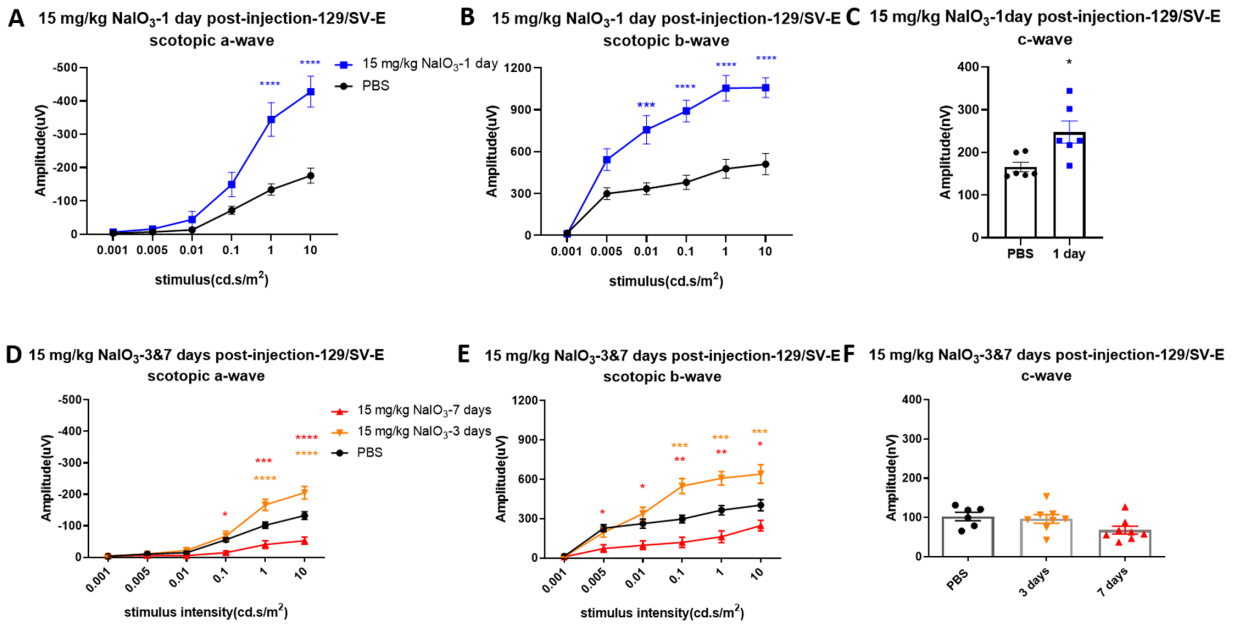 A
15 mg/kg NaIO3-1 day post-injection-129/SV-E
scotopic a-wave
-500
-400
-300
-200
-100
0
Amplitude(uV)
15 mg/kg NaIO3-1 day
PBS
****
****
0.001 0.005 0.01 0.1 1 10
stimulus(cd.s/m2)
B
15 mg/kg NaIO3-1 day post-injection-129/SV-E
scotopic b-wave
1200
900
600
300
0
Amplitude(uV)
***
****
****
****
0.001 0.005 0.01 0.1 1 10
stimulus(cd.s/m2)
C
15 mg/kg NaIO3-1day post-injection-129/SV-E
c-wave
*
400
300
200
100
0
Amplitude(nV)
PBS 1 day
D
15 mg/kg NaIO3-3&7 days post-injection-129/SV-E
scotopic a-wave
-500
-400
-300
-200
-100
0
Amplitude(uV)
15 mg/kg NaIO3-7 days
15 mg/kg NaIO3-3 days
PBS
*
***
****
****
****
0.001 0.005 0.01 0.1 1 10
stimulus intensity(cd.s/m2)
E
15 mg/kg NaIO3-3&7 days post-injection-129/SV-E
scotopic b-wave
1200
900
600
300
0
Amplitude(uV)
*
*
***
**
***
**
***
*
0.001 0.005 0.01 0.1 1 10
stimulus intensity(cd.s/m2)
F
15 mg/kg NaIO3-3&7 days post-injection-129/SV-E
c-wave
400
300
200
100
0
Amplitude(nV)
PBS 3 days 7 days